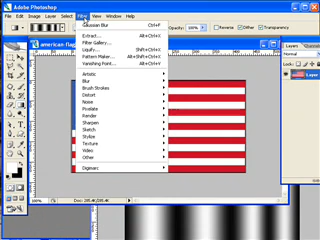 Adobe Photoshop
File Edit Image Layer Select Filter View Window Help
Gaussian Blur Ctrl+F
Extract... Alt+Ctrl+X
Filter Gallery...
Liquify... Shift+Ctrl+X
Pattern Maker... Alt+Shift+Ctrl+X
Vanishing Point... Alt+Ctrl+V
Artistic
Blur
Brush Strokes
Distort
Noise
Pixelate
Render
Sharpen
Sketch
Stylize
Texture
Video
Other
Digimarc
Reverse
Dither
Transparency
american-flag
Layers
Layer
100%
Doc:
100%